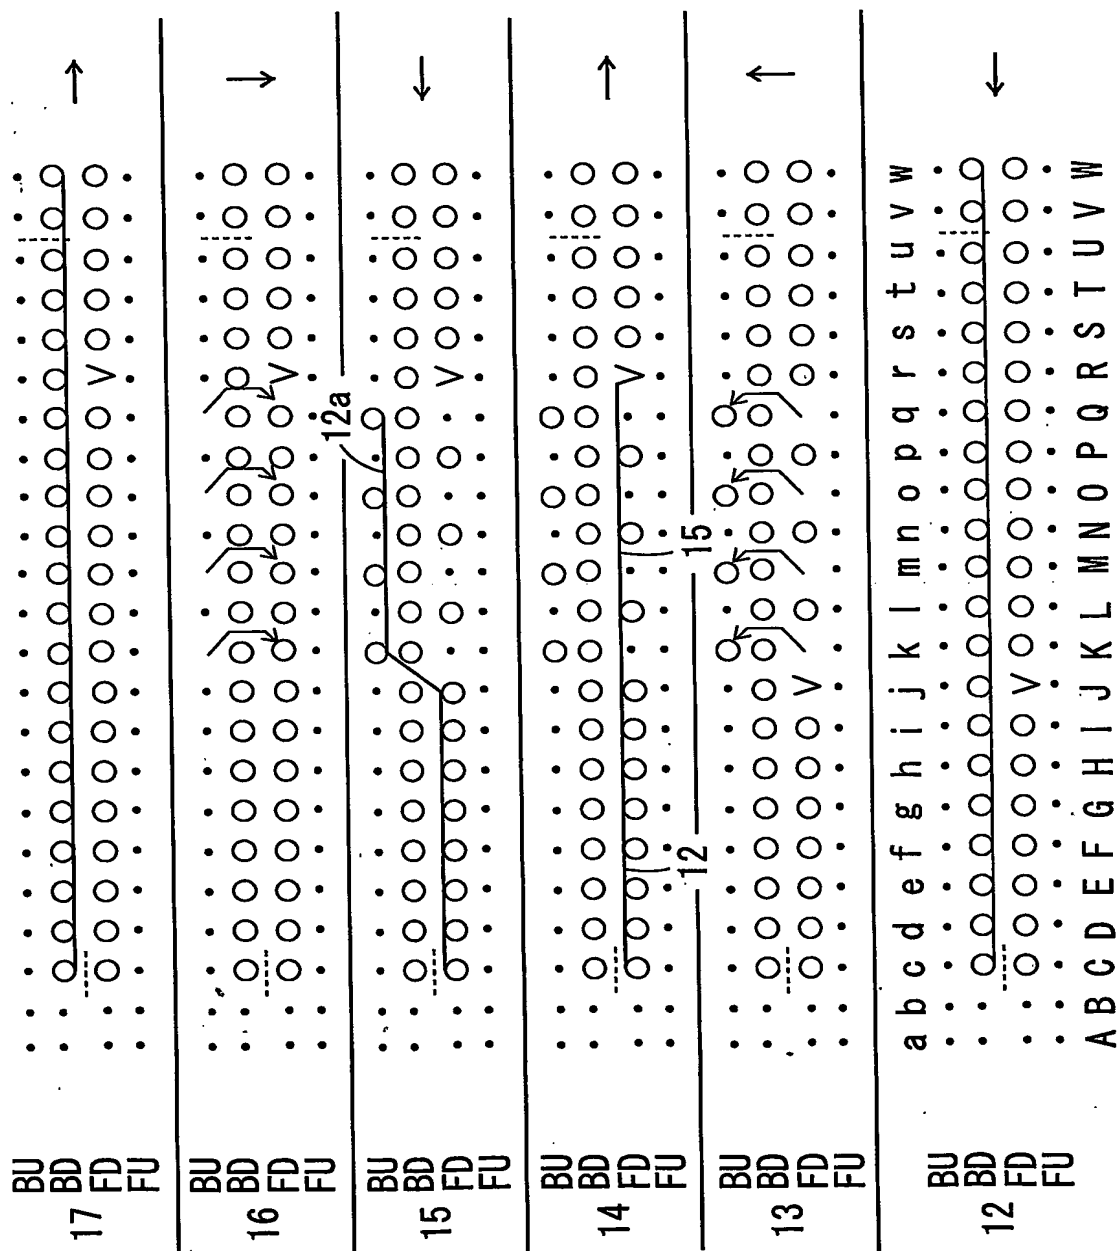 17
BU
BD
FD
FU
16
BU
BD
FD
FU
12a
15
BU
BD
FD
FU
14
BU
BD
FD
FU
12
15
13
BU
BD
FD
FU
a b c d e f g h i j k l m n o p q r s t u v w
12
BU
BD
FD
FU
A B C D E F G H I J K L M N O P Q R S T U V W